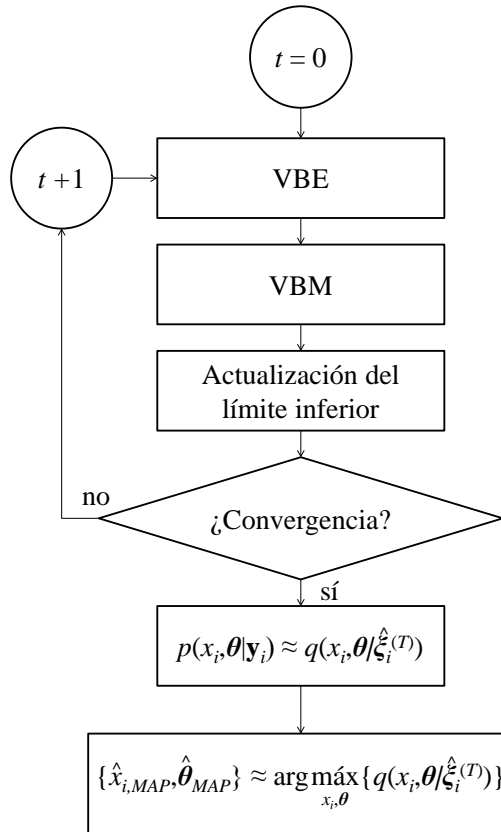 t = 0
t +1
VBE
VBM
Actualización del
límite inferior
no
¿Convergencia?
sí
p(x_i,θ|y_i) ≈ q(x_i,θ|ξ̂_i^(T))
{x̂_i,MAP,θ̂_MAP} ≈ arg máx{q(x_i,θ|ξ̂_i^(T))}
x_i,θ